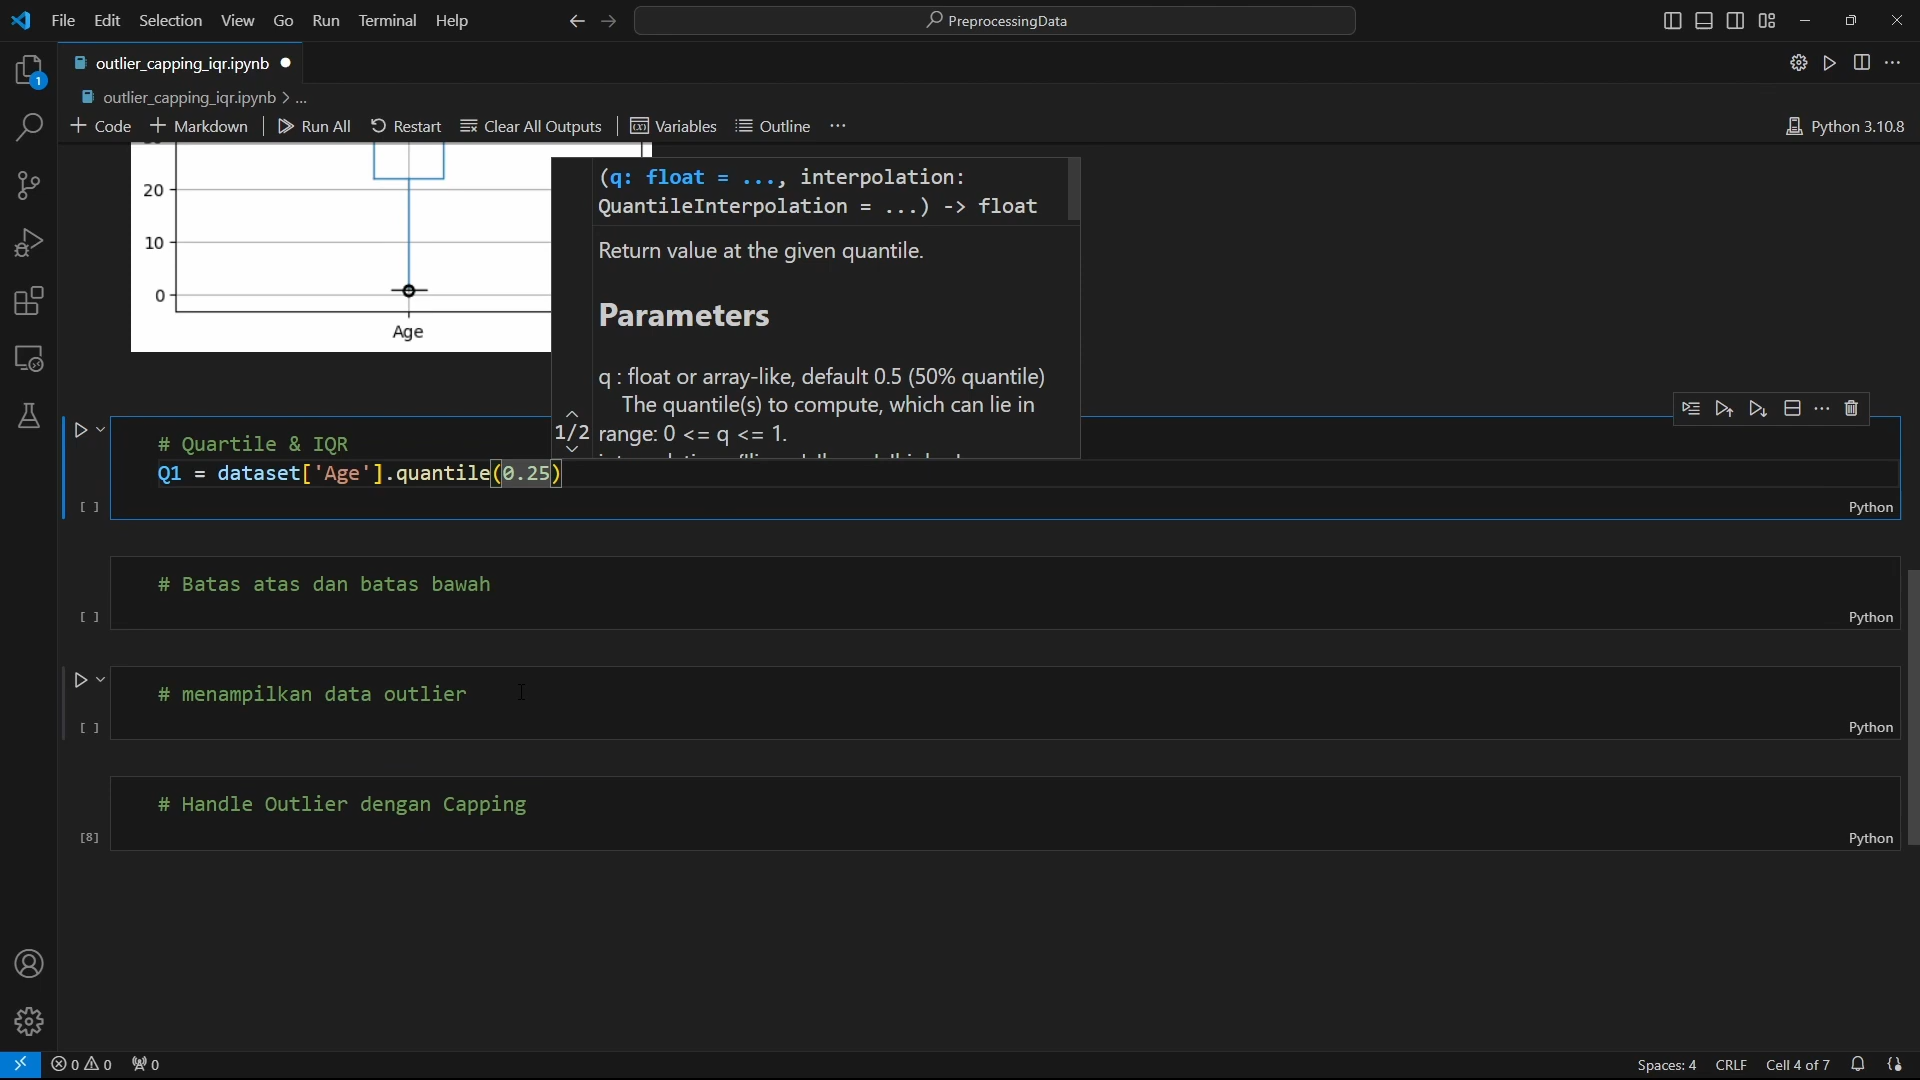 File Edit Selection View Go Run Terminal Help
PreprocessingData
1
outlier_capping_iqr.ipynb
outlier_capping_iqr.ipynb > ...
Code Markdown Run All Restart Clear All Outputs Variables Outline ... Python 3.10.8
20
10
0
Age
(q: float = ..., interpolation:
QuantileInterpolation = ...) -> float
Return value at the given quantile.
Parameters
q : float or array-like, default 0.5 (50% quantile)
The quantile(s) to compute, which can lie in
1/2 range: 0 <= q <= 1.
# Quartile & IQR
Q1 = dataset['Age'].quantile(0.25)
[ ] Python
# Batas atas dan batas bawah
[ ] Python
# menampilkan data outlier
[ ] Python
# Handle Outlier dengan Capping
[8] Python
0 0 0 Spaces: 4 CRLF Cell 4 of 7